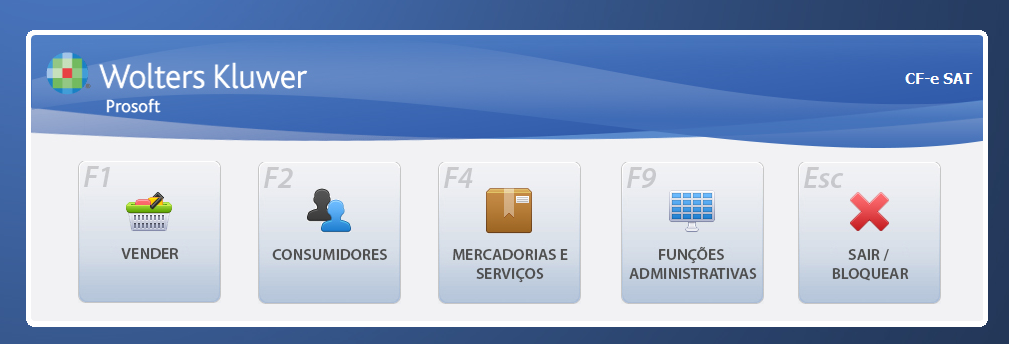 Wolters Kluwer
Prosoft
CF-e SAT
F1
VENDER
F2
CONSUMIDORES
F4
MERCADORIAS E
SERVIÇOS
F9
FUNÇÕES
ADMINISTRATIVAS
Esc
SAIR /
BLOQUEAR